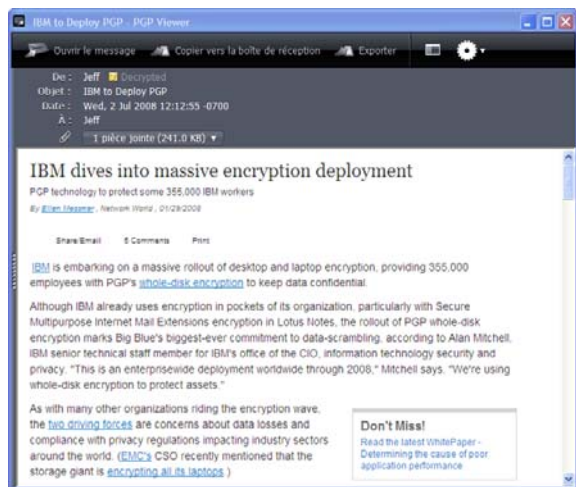 IBM to Deploy PGP - PGP Viewer
Ouvrir le message Copier vers la boîte de réception Exporter
De : Jeff Decrypted
Objet : IBM to Deploy PGP
Date : Wed, 2 Jul 2008 12:12:55 -0700
À : Jeff
1 pièce jointe (241.0 KB)
IBM dives into massive encryption deployment
PGP technology to protect some 355,000 IBM workers
By Ellen Messmer , Network World , 01/29/2008
Share/Email 5 Comments Print
IBM is embarking on a massive rollout of desktop and laptop encryption, providing 355,000
employees with PGP's whole-disk encryption to keep data confidential.
Although IBM already uses encryption in pockets of its organization, particularly with Secure
Multipurpose Internet Mail Extensions encryption in Lotus Notes, the rollout of PGP whole-disk
encryption marks Big Blue's biggest-ever commitment to data-scrambling, according to Alan Mitchell,
IBM senior technical staff member for IBM's office of the CIO, information technology security and
privacy. "This is an enterprisewide deployment worldwide through 2008," Mitchell says. "We're using
whole-disk encryption to protect assets."
As with many other organizations riding the encryption wave,
the two driving forces are concerns about data losses and
compliance with privacy regulations impacting industry sectors
around the world. (EMC's CSO recently mentioned that the
storage giant is encrypting all its laptops.)
Don't Miss!
Read the latest WhitePaper -
Determining the cause of poor
application performance